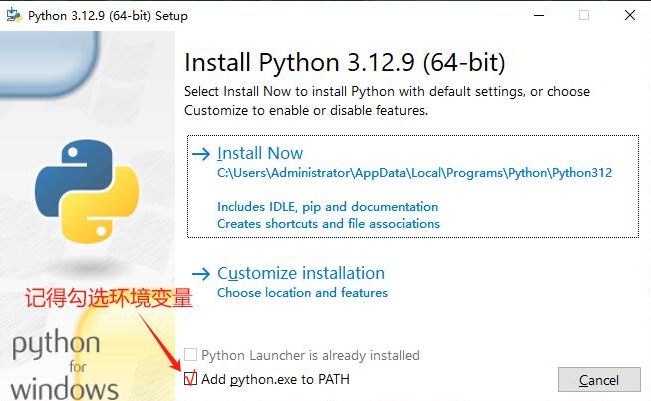 Python 3.12.9 (64-bit) Setup
Install Python 3.12.9 (64-bit)
Select Install Now to install Python with default settings, or choose
Customize to enable or disable features.
Install Now
C:\Users\Administrator\AppData\Local\Programs\Python\Python312
Includes IDLE, pip and documentation
Creates shortcuts and file associations
Customize installation
Choose location and features
记得勾选环境变量
python
for
windows
Python Launcher is already installed
Add python.exe to PATH
Cancel